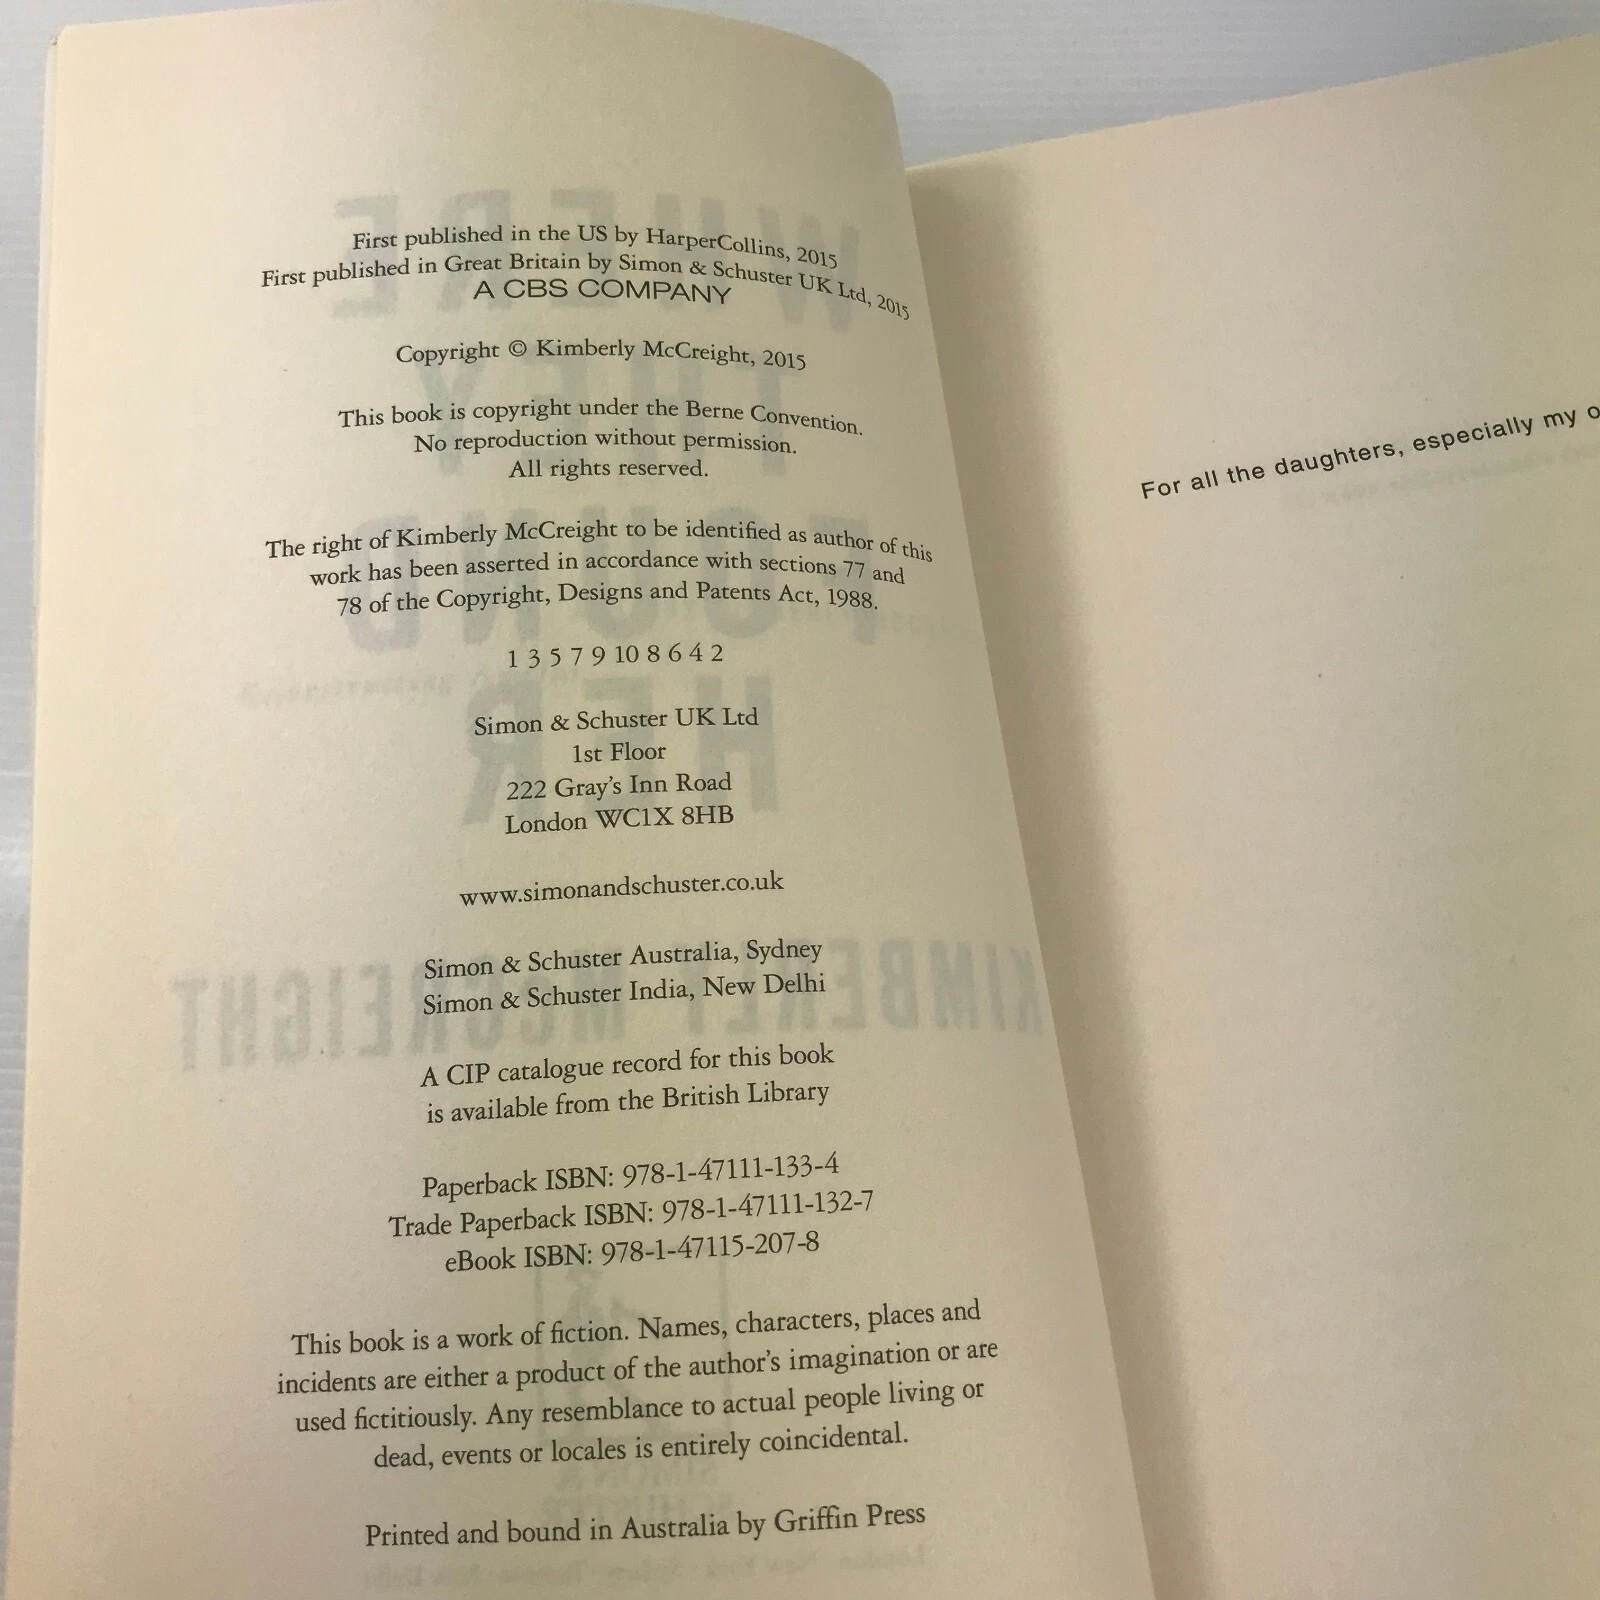 First published in the US by HarperCollins, 2015
First published in Great Britain by Simon & Schuster UK Ltd, 2015
A CBS COMPANY
Copyright © Kimberly McCreight, 2015
This book is copyright under the Berne Convention.
No reproduction without permission.
All rights reserved.
The right of Kimberly McCreight to be identified as author of this
work has been asserted in accordance with sections 77 and
78 of the Copyright, Designs and Patents Act, 1988.
1 3 5 7 9 10 8 6 4 2
Simon & Schuster UK Ltd
1st Floor
222 Gray's Inn Road
London WC1X 8HB
www.simonandschuster.co.uk
Simon & Schuster Australia, Sydney
Simon & Schuster India, New Delhi
A CIP catalogue record for this book
is available from the British Library
Paperback ISBN: 978-1-47111-133-4
Trade Paperback ISBN: 978-1-47111-132-7
eBook ISBN: 978-1-47115-207-8
This book is a work of fiction. Names, characters, places and
incidents are either a product of the author's imagination or are
used fictitiously. Any resemblance to actual people living or
dead, events or locales is entirely coincidental.
Printed and bound in Australia by Griffin Press
For all the daughters, especially my
WHERE
THEY
FOUND
HER
KIMBERLY MCCREIGHT